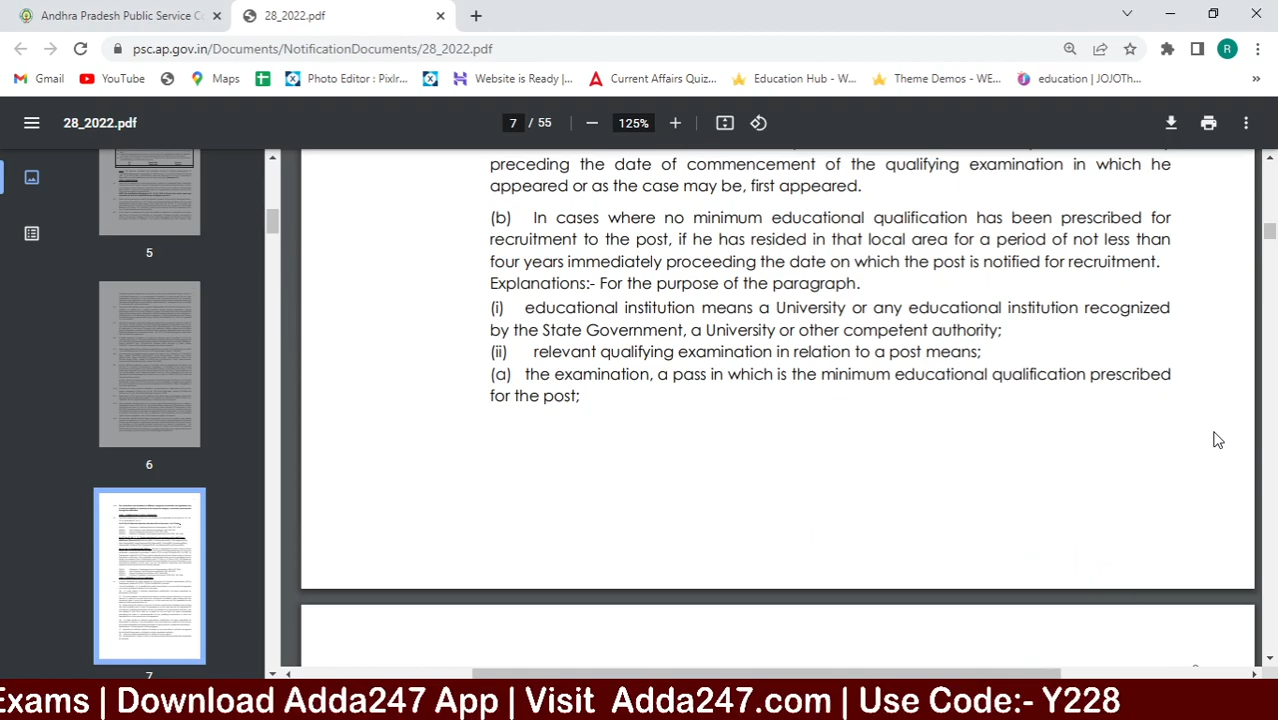 Andhra Pradesh Public Service Co
28_2022.pdf
psc.ap.gov.in/Documents/NotificationDocuments/28_2022.pdf
R
Gmail
YouTube
Maps
Photo Editor : Pixlr...
Website is Ready |...
Current Affairs Quiz...
Education Hub - W...
Theme Demos - WE...
education | JOJOTh...
»
28_2022.pdf
7 / 55
125%
preceding the date of commencement of the qualifying examination in which he
appeared or as the case may be, first appeared.
(b) In cases where no minimum educational qualification has been prescribed for
recruitment to the post, if he has resided in that local area for a period of not less than
four years immediately proceeding the date on which the post is notified for recruitment.
Explanations:- For the purpose of the paragraph.
(i) educational institution means a University or any educational institution recognized
by the State Government, a University or other competent authority;
(ii) relevant qualifying examination in relation to a post means;
(a) the examination, a pass in which is the minimum educational qualification prescribed
for the post;
5
6
7
Exams | Download Adda247 App | Visit Adda247.com | Use Code:- Y228